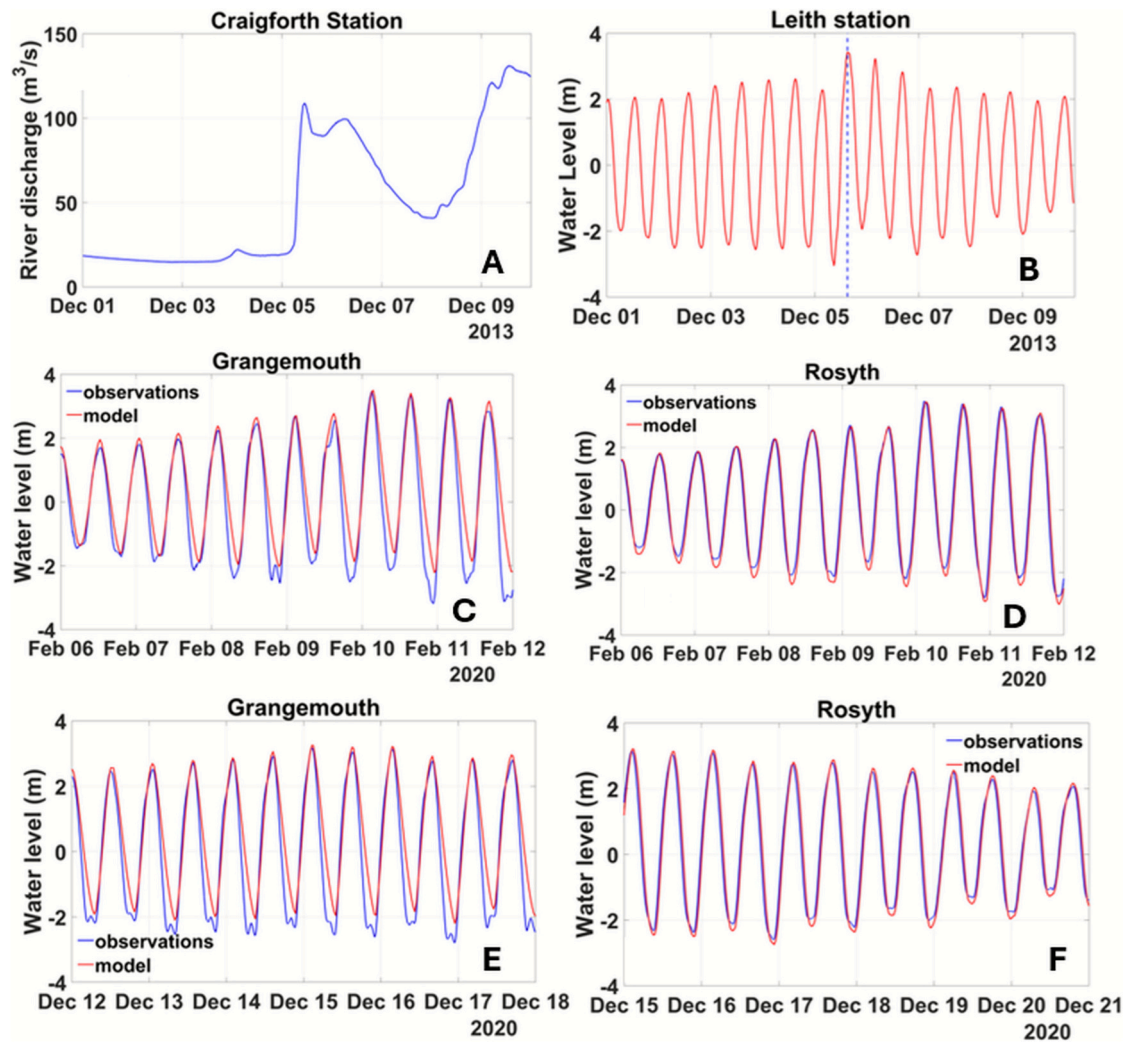 Craigforth Station
River discharge (m³/s)
150
100
50
0
A
Dec 01 Dec 03 Dec 05 Dec 07 Dec 09
2013
Leith station
Water Level (m)
4
2
0
-2
-4
B
Dec 01 Dec 03 Dec 05 Dec 07 Dec 09
2013
Grangemouth
observations
model
Water level (m)
4
2
0
-2
-4
C
Feb 06 Feb 07 Feb 08 Feb 09 Feb 10 Feb 11 Feb 12
2020
Rosyth
observations
model
Water level (m)
4
2
0
-2
-4
D
Feb 06 Feb 07 Feb 08 Feb 09 Feb 10 Feb 11 Feb 12
2020
Grangemouth
Water level (m)
4
2
0
-2
-4
observations
model
E
Dec 12 Dec 13 Dec 14 Dec 15 Dec 16 Dec 17 Dec 18
2020
Rosyth
observations
model
Water level (m)
4
2
0
-2
-4
F
Dec 15 Dec 16 Dec 17 Dec 18 Dec 19 Dec 20 Dec 21
2020